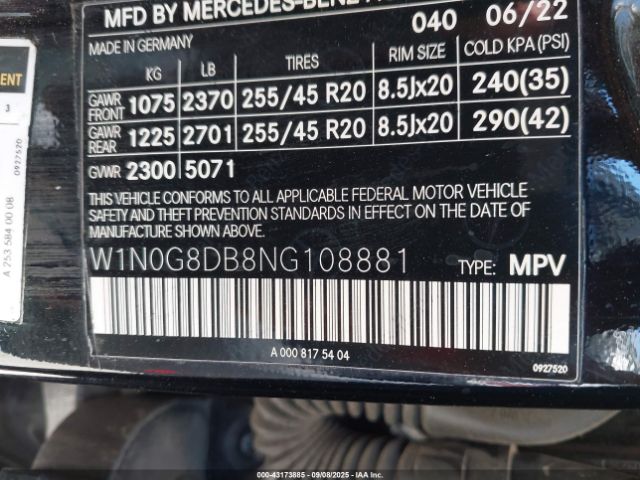 MFD BY MERCEDES-BENZ
040 06/22
MADE IN GERMANY
KG LB TIRES RIM SIZE COLD KPA(PSI)
GAWR FRONT 1075 2370 255/45 R20 8.5Jx20 240(35)
GAWR REAR 1225 2701 255/45 R20 8.5Jx20 290(42)
GVWR 2300 5071
THIS VEHICLE CONFORMS TO ALL APPLICABLE FEDERAL MOTOR VEHICLE
SAFETY AND THEFT PREVENTION STANDARDS IN EFFECT ON THE DATE OF
MANUFACTURE SHOWN ABOVE.
W1N0G8DB8NG108881 TYPE: MPV
A 000 817 54 04
0927520
3
0927520
A 253 584 00 08
000-43173885 - 09/08/2025 - IAA Inc.